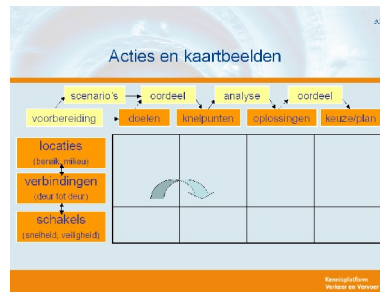 Acties en kaartbeelden
scenario's oordeel analyse oordeel
voorbereiding doelen knelpunten oplossingen keuze/plan
locaties
(bereik, milieu)
verbindingen
(deur tot deur)
schakels
(snelheid, veiligheid)
Kennisplatform
Verkeer en Vervoer